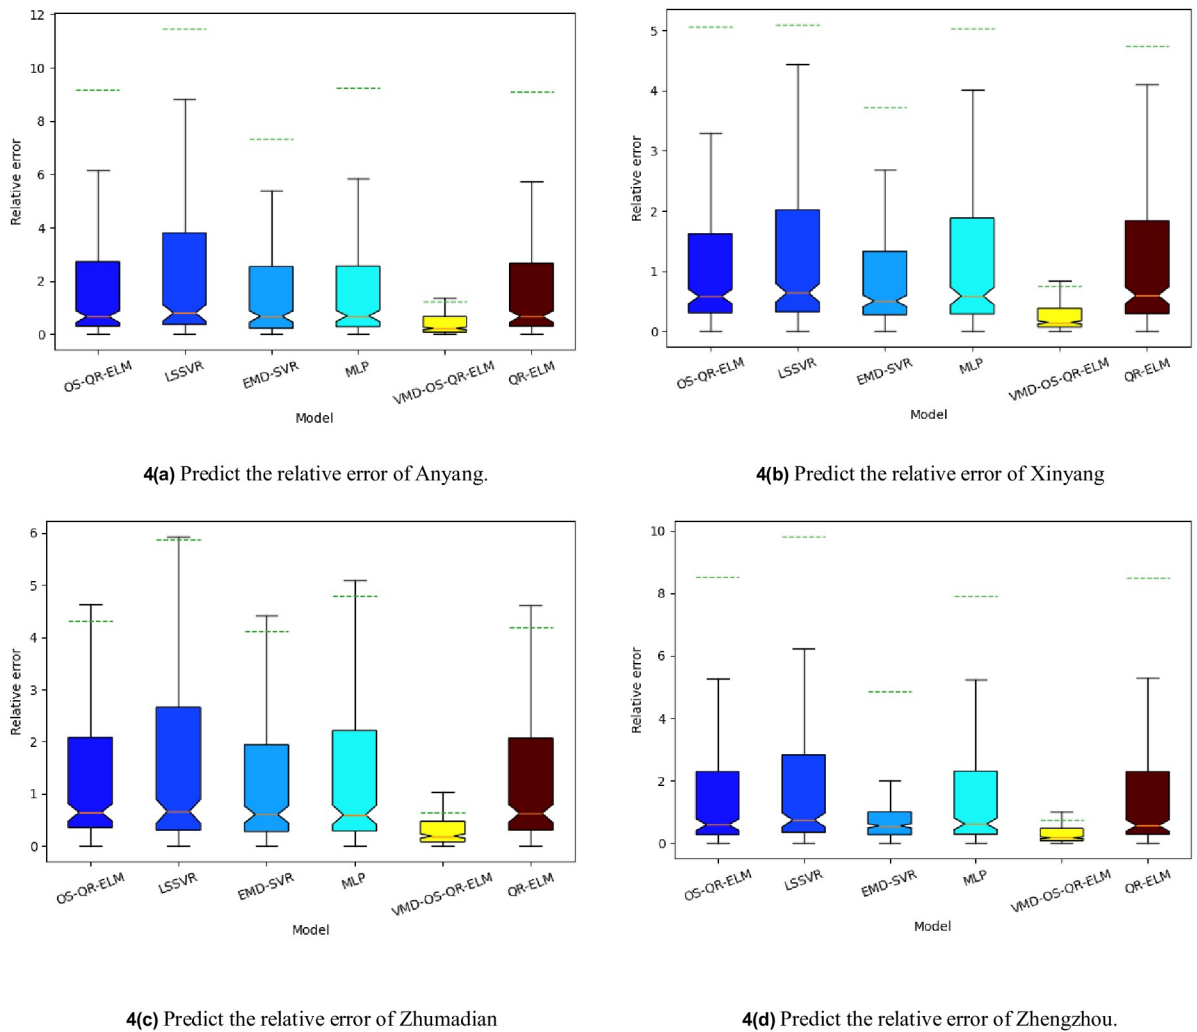 12
10
8
6
4
2
0
Relative error
OS-QR-ELM
LSSVR
EMD-SVR
MLP
VMD-OS-QR-ELM
QR-ELM
Model
4(a) Predict the relative error of Anyang.
5
4
3
2
1
0
Relative error
OS-QR-ELM
LSSVR
EMD-SVR
MLP
VMD-OS-QR-ELM
QR-ELM
Model
4(b) Predict the relative error of Xinyang
6
5
4
3
2
1
0
Relative error
OS-QR-ELM
LSSVR
EMD-SVR
MLP
VMD-OS-QR-ELM
QR-ELM
Model
4(c) Predict the relative error of Zhumadian
10
8
6
4
2
0
Relative error
OS-QR-ELM
LSSVR
EMD-SVR
MLP
VMD-OS-QR-ELM
QR-ELM
Model
4(d) Predict the relative error of Zhengzhou.